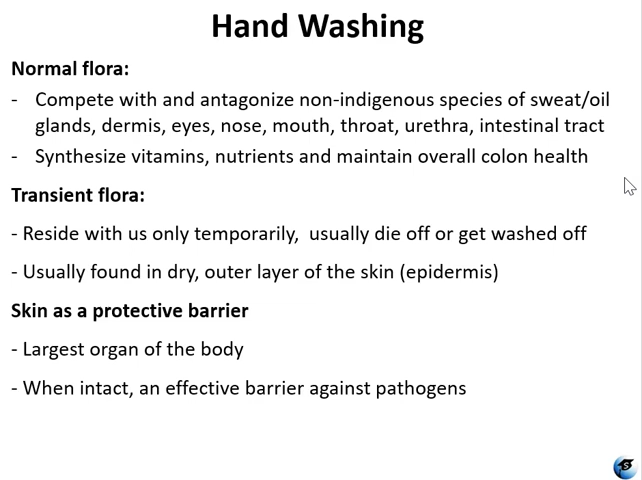 Hand Washing
Normal flora:
- Compete with and antagonize non-indigenous species of sweat/oil
glands, dermis, eyes, nose, mouth, throat, urethra, intestinal tract
- Synthesize vitamins, nutrients and maintain overall colon health
Transient flora:
- Reside with us only temporarily,  usually die off or get washed off
- Usually found in dry, outer layer of the skin (epidermis)
Skin as a protective barrier
- Largest organ of the body
- When intact, an effective barrier against pathogens
S